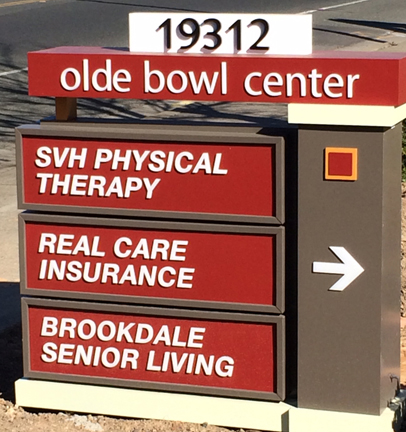 19312
olde bowl center
SVH PHYSICAL
THERAPY
REAL CARE
INSURANCE
BROOKDALE
SENIOR LIVING